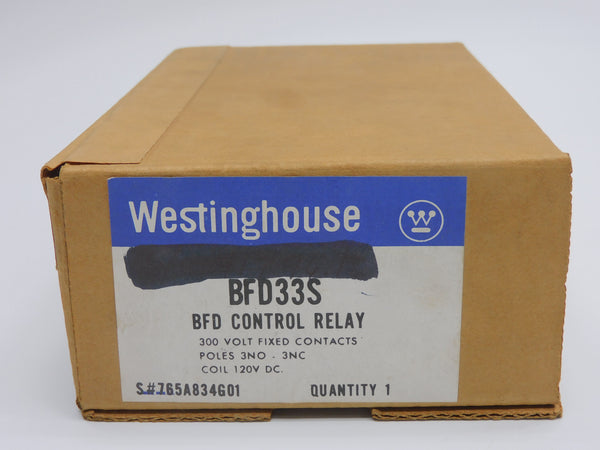 Westinghouse
BFD33S
BFD CONTROL RELAY
300 VOLT FIXED CONTACTS
POLES 3NO - 3NC
COIL 120V DC.
S#765A834G01 QUANTITY 1